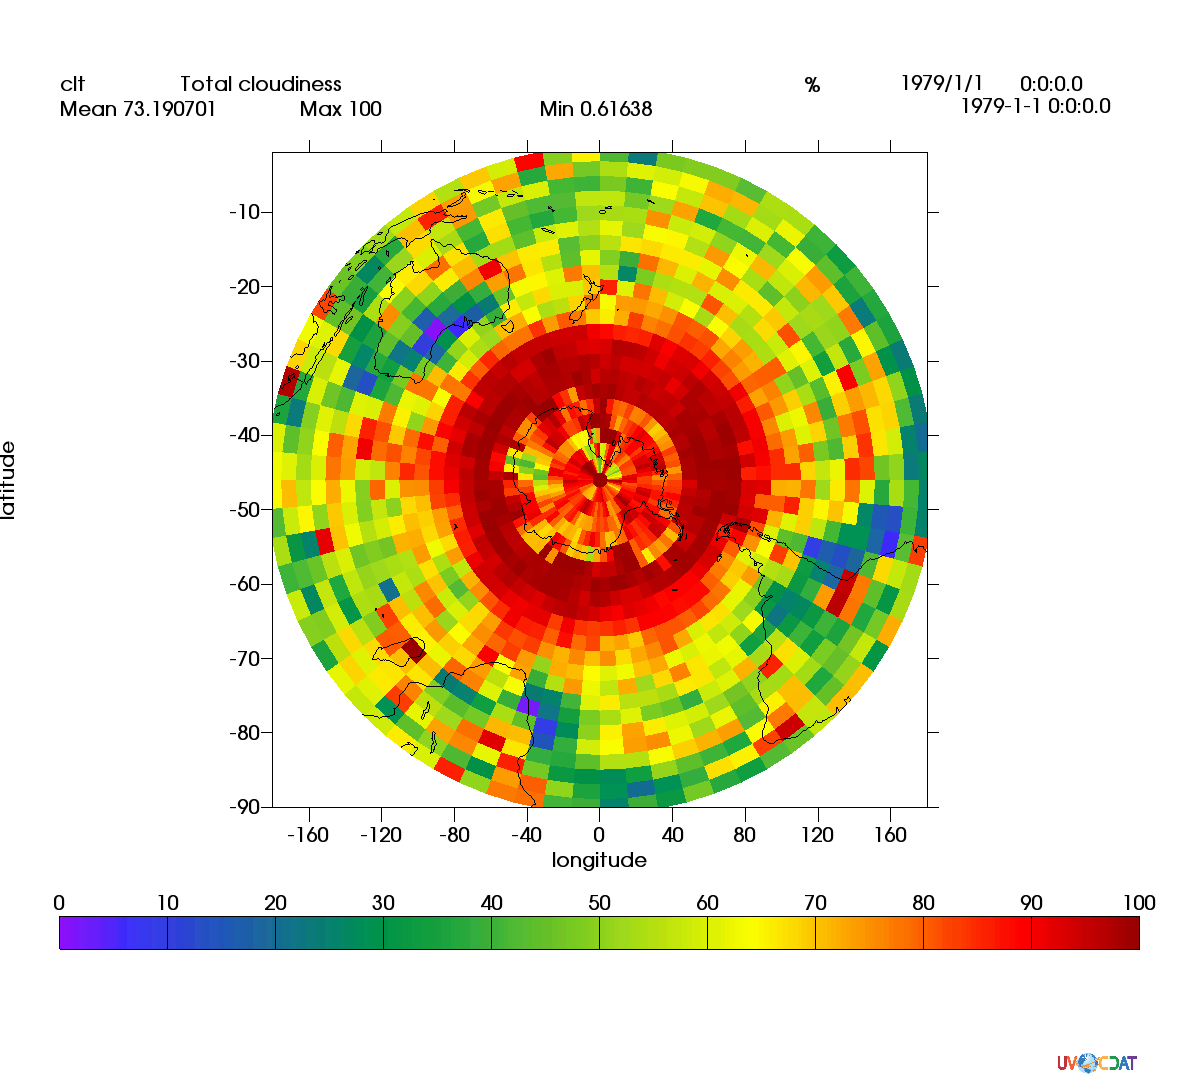 clt Total cloudiness % 1979/1/1 0:0:0.0
Mean 73.190701 Max 100 Min 0.61638 1979-1-1 0:0:0.0
-10
-20
-30
-40
latitude
-50
-60
-70
-80
-90
-160 -120 -80 -40 0 40 80 120 160
longitude
0 10 20 30 40 50 60 70 80 90 100
UV CDAT